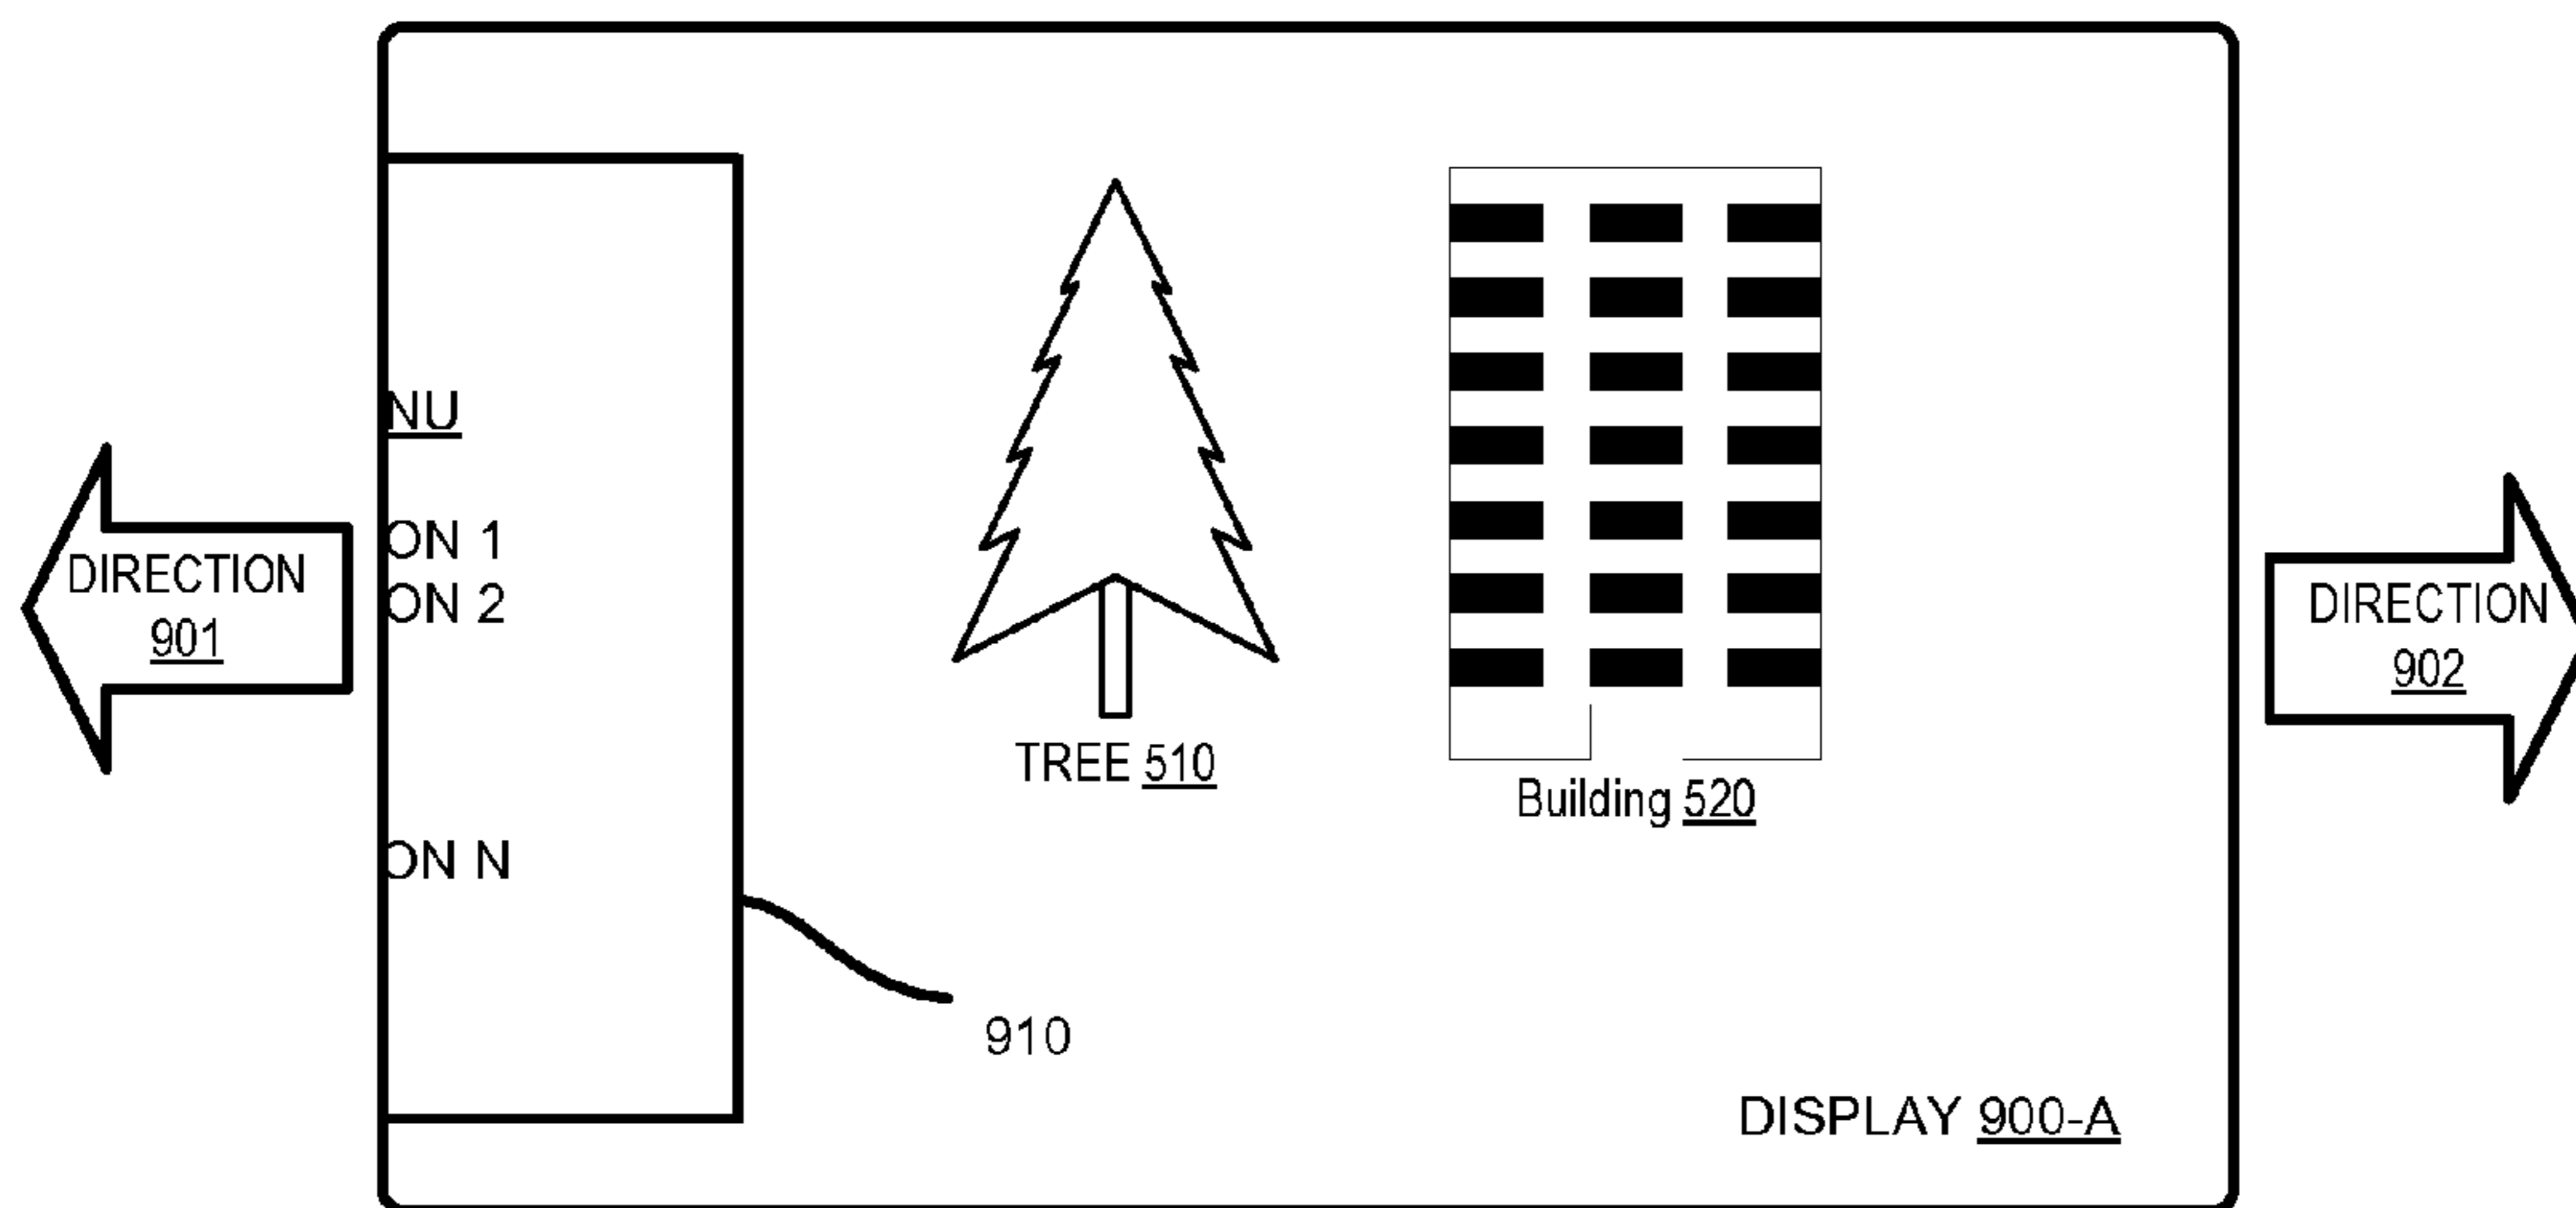 NU
ON 1
ON 2
ON N
DIRECTION
901
TREE 510
Building 520
DIRECTION
902
910
DISPLAY 900-A